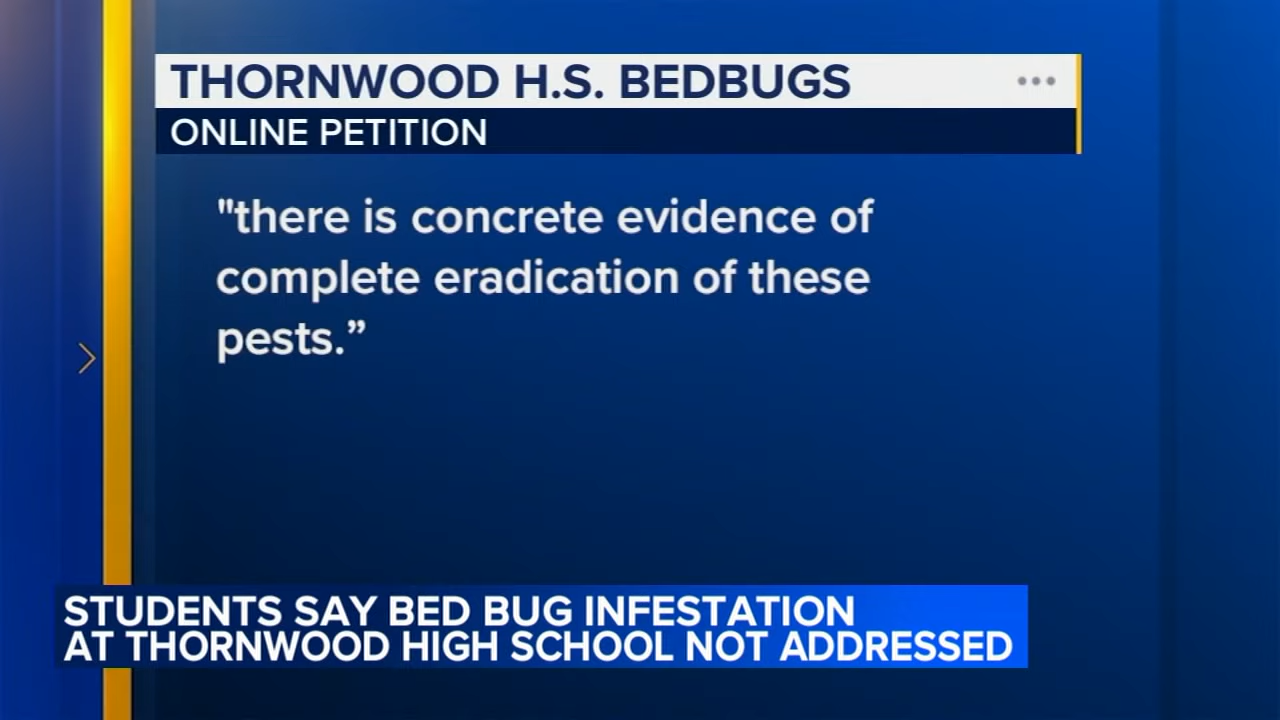 THORNWOOD H.S. BEDBUGS
ONLINE PETITION
"there is concrete evidence of
complete eradication of these
pests.”
STUDENTS SAY BED BUG INFESTATION
AT THORNWOOD HIGH SCHOOL NOT ADDRESSED